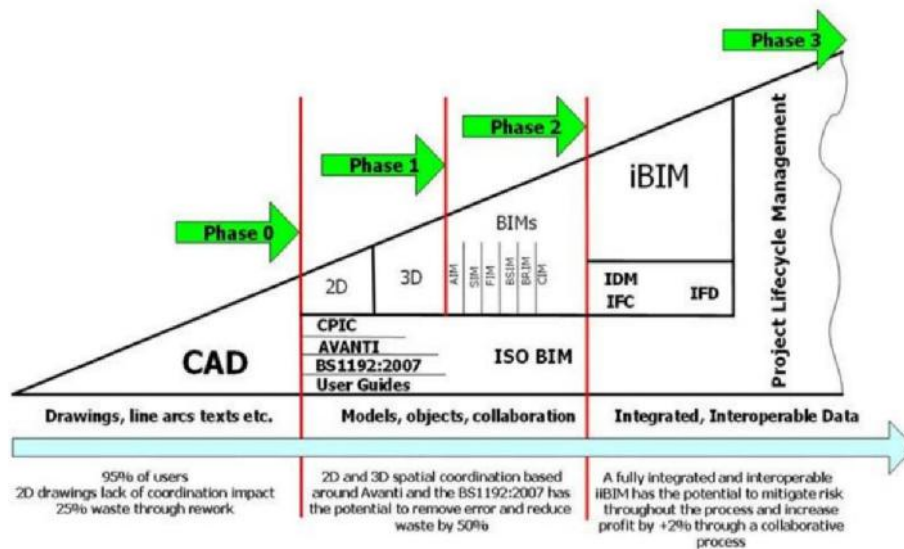 Phase 3
Phase 2
Phase 1
Phase 0
iBIM
BIMs
2D
3D
AIM
SIM
FIM
BSIM
BRIM
CIM
IDM
IFC
IFD
Project Lifecycle Management
CAD
CPIC
AVANTI
BS1192:2007
User Guides
ISO BIM
Drawings, line arcs texts etc.
Models, objects, collaboration
Integrated, Interoperable Data
95% of users
2D drawings lack of coordination impact
25% waste through rework
2D and 3D spatial coordination based
around Avanti and the BS1192:2007 has
the potential to remove error and reduce
waste by 50%
A fully integrated and interoperable
iiBIM has the potential to mitigate risk
throughout the process and increase
profit by +2% through a collaborative
process